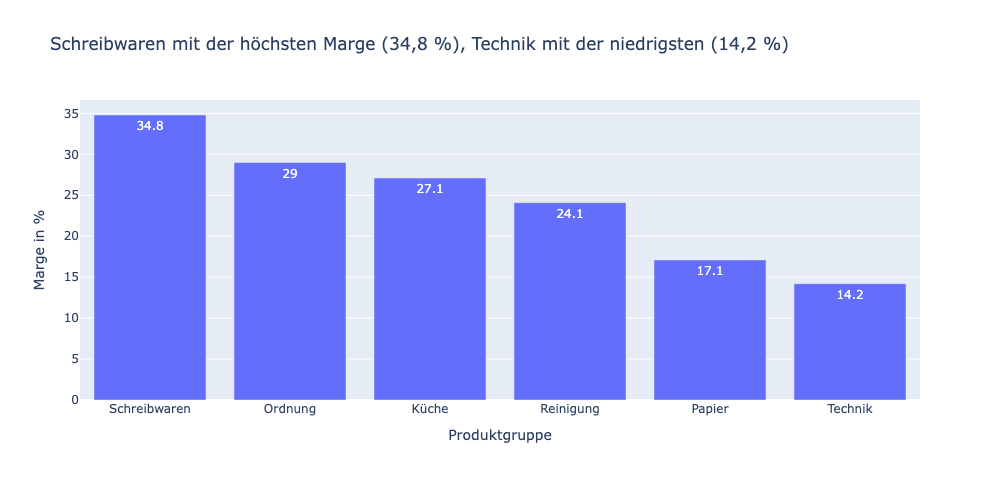 Schreibwaren mit der höchsten Marge (34,8 %), Technik mit der niedrigsten (14,2 %)
35
30
25
20
15
10
5
0
Marge in %
34.8
29
27.1
24.1
17.1
14.2
Schreibwaren
Ordnung
Küche
Reinigung
Papier
Technik
Produktgruppe